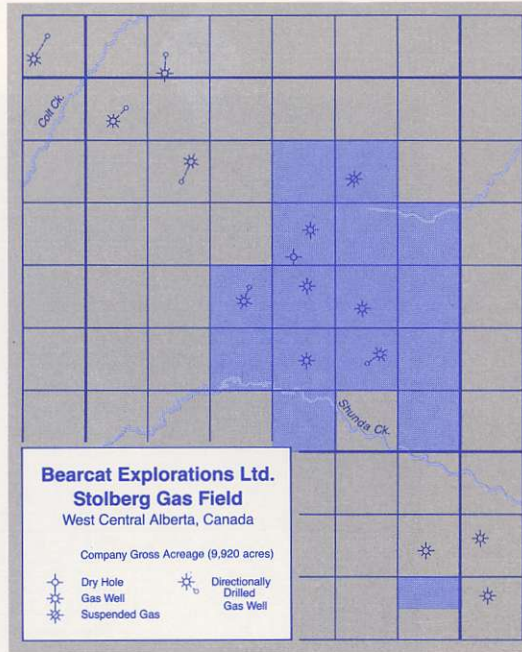 Colt Ck.
Shunda Ck.
Bearcat Explorations Ltd.
Stolberg Gas Field
West Central Alberta, Canada
Company Gross Acreage (9,920 acres)
Dry Hole
Gas Well
Suspended Gas
Directionally
Drilled
Gas Well